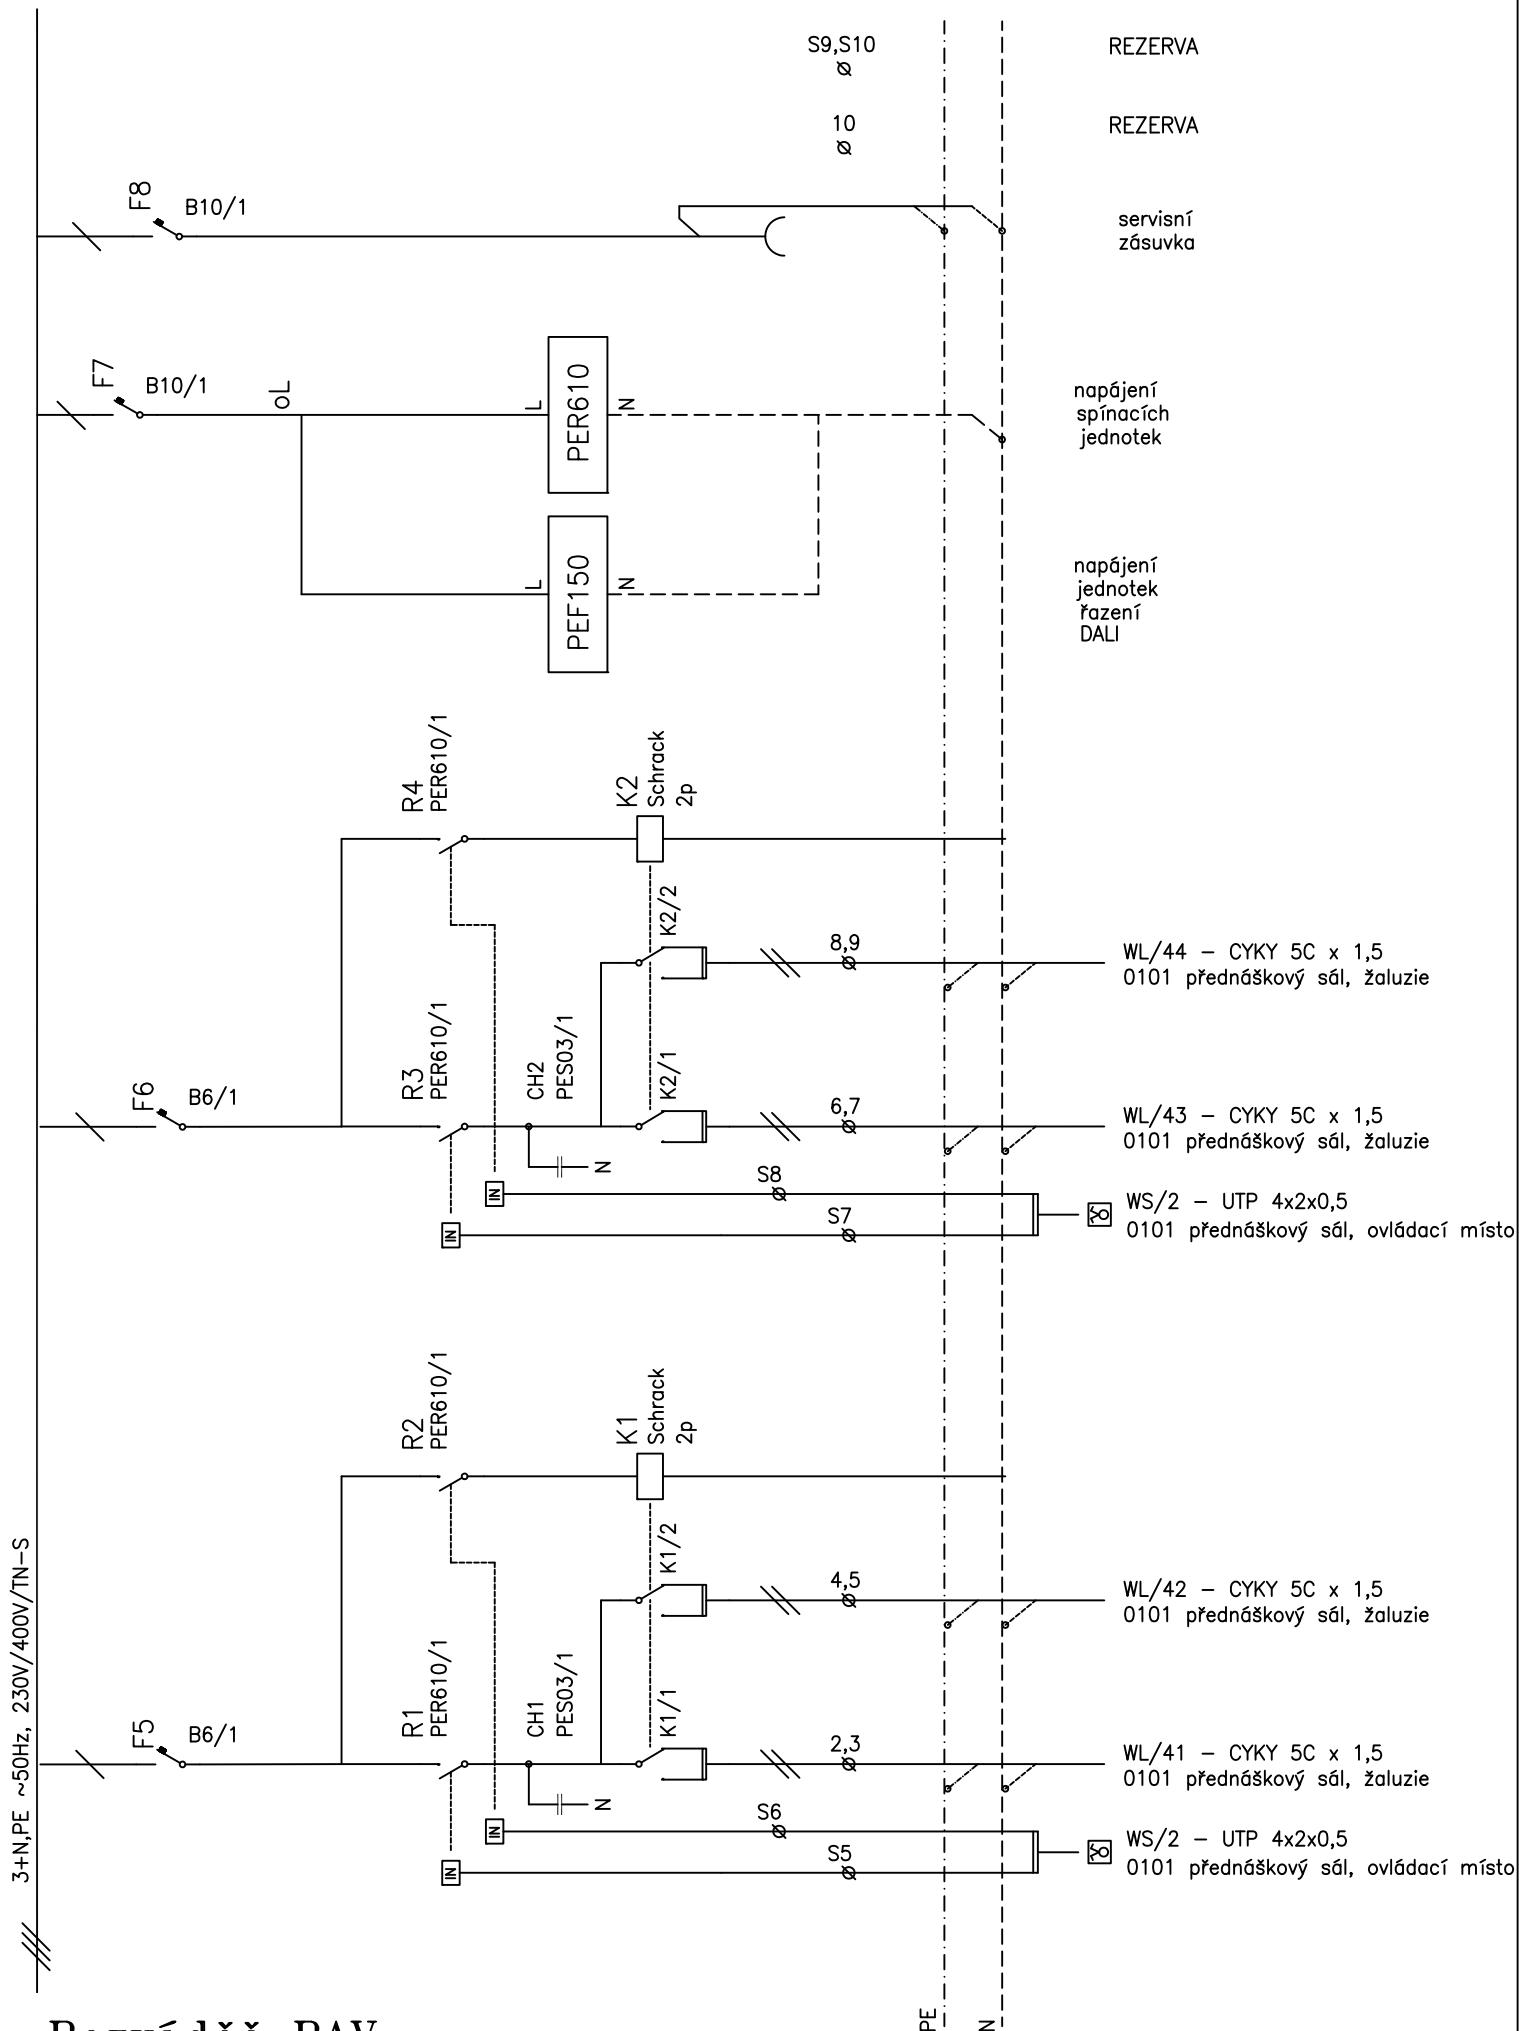 S9,S10
REZERVA
10
REZERVA
F8
B10/1
servisní
zásuvka
F7
B10/1
oL
L
PER610
N
napájení
spínacích
jednotek
L
PEF150
N
napájení
jednotek
řazení
DALI
R4
PER610/1
K2
Schrack
2p
K2/2
8,9
WL/44 – CYKY 5C x 1,5
0101 přednáškový sál, žaluzie
F6
B6/1
R3
PER610/1
CH2
PES03/1
N
K2/1
6,7
WL/43 – CYKY 5C x 1,5
0101 přednáškový sál, žaluzie
IN
S8
IN
S7
WS/2 – UTP 4x2x0,5
0101 přednáškový sál, ovládací místo
R2
PER610/1
K1
Schrack
2p
K1/2
4,5
WL/42 – CYKY 5C x 1,5
0101 přednáškový sál, žaluzie
F5
B6/1
R1
PER610/1
CH1
PES03/1
N
K1/1
2,3
WL/41 – CYKY 5C x 1,5
0101 přednáškový sál, žaluzie
IN
S6
IN
S5
WS/2 – UTP 4x2x0,5
0101 přednáškový sál, ovládací místo
3+N,PE ~50Hz, 230V/400V/TN–S
PE
N
Rozváděč RAV